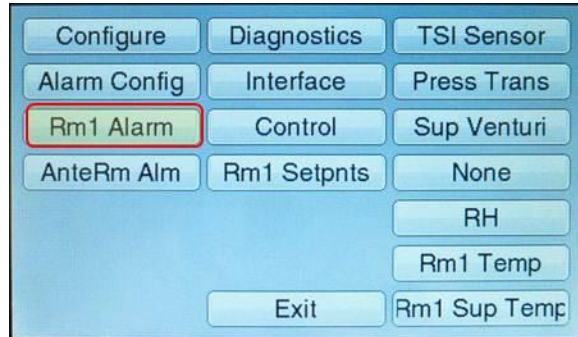 Configure
Diagnostics
TSI Sensor
Alarm Config
Interface
Press Trans
Rm1 Alarm
Control
Sup Venturi
AnteRm Alm
Rm1 Setpnts
None
RH
Rm1 Temp
Exit
Rm1 Sup Temp